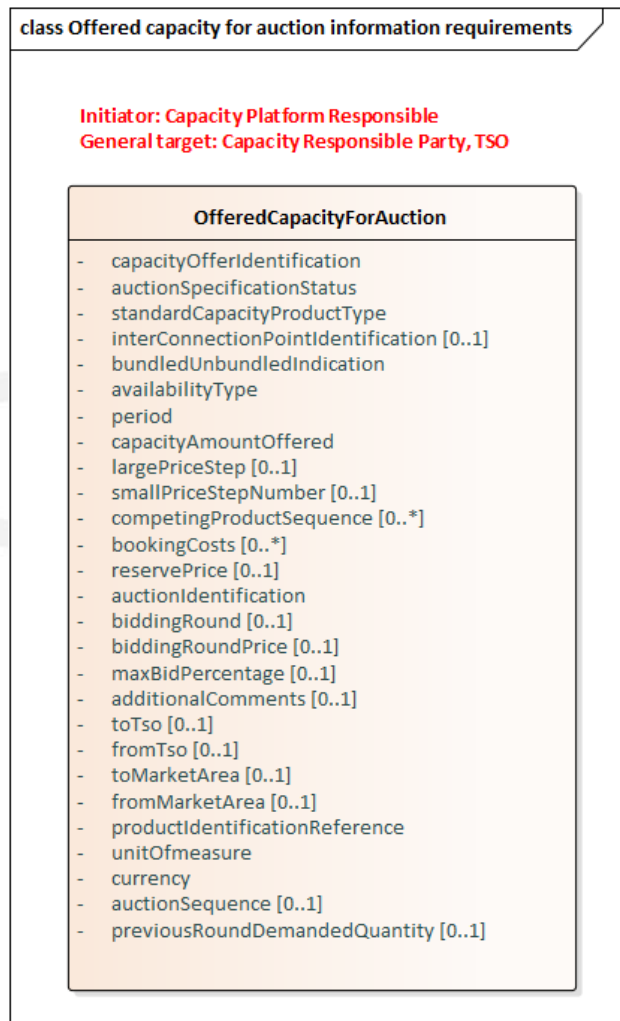 class Offered capacity for auction information requirements
Initiator: Capacity Platform Responsible
General target: Capacity Responsible Party, TSO
OfferedCapacityForAuction
- capacityOfferIdentification
- auctionSpecificationStatus
- standardCapacityProductType
- interConnectionPointIdentification [0..1]
- bundledUnbundledIndication
- availabilityType
- period
- capacityAmountOffered
- largePriceStep [0..1]
- smallPriceStepNumber [0..1]
- competingProductSequence [0..*]
- bookingCosts [0..*]
- reservePrice [0..1]
- auctionIdentification
- biddingRound [0..1]
- biddingRoundPrice [0..1]
- maxBidPercentage [0..1]
- additionalComments [0..1]
- toTso [0..1]
- fromTso [0..1]
- toMarketArea [0..1]
- fromMarketArea [0..1]
- productIdentificationReference
- unitOfmeasure
- currency
- auctionSequence [0..1]
- previousRoundDemandedQuantity [0..1]